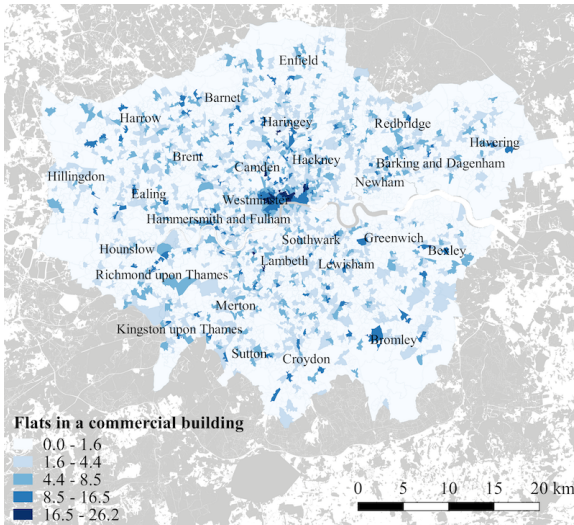 Enfield
Barnet
Harrow
Haringey
Redbridge
Havering
Brent
Camden
Hackney
Barking and Dagenham
Hillingdon
Newham
Ealing
Westminster
Hammersmith and Fulham
Southwark
Greenwich
Hounslow
Bexley
Lambeth
Lewisham
Richmond upon Thames
Merton
Kingston upon Thames
Bromley
Sutton
Croydon
Flats in a commercial building
0.0 - 1.6
1.6 - 4.4
4.4 - 8.5
8.5 - 16.5
16.5 - 26.2
0 5 10 15 20 km